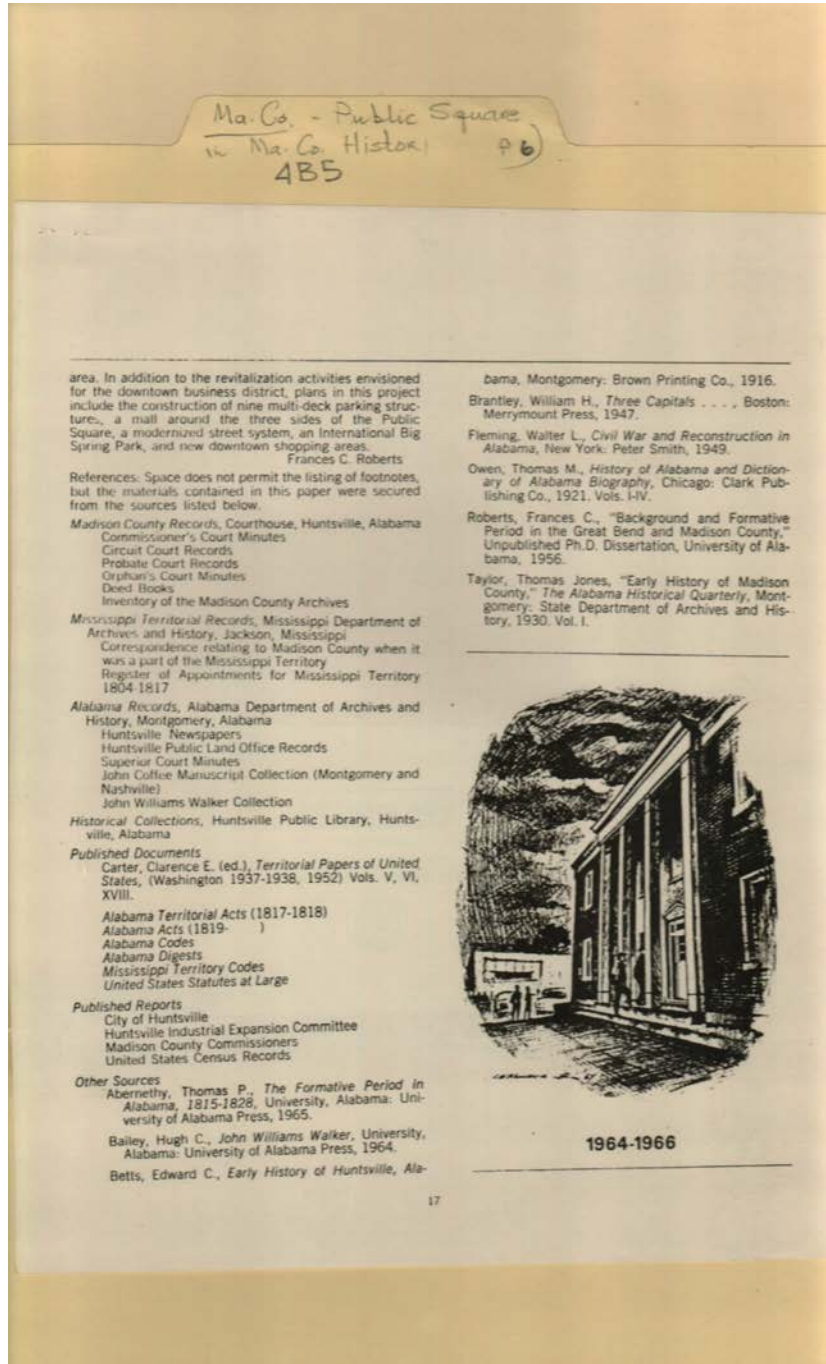 Ma. Co. - Public Square
in Ma. Co. Histor
4B5
area. In addition to the revitalization activities envisioned
for the downtown business district, plans in this project
include the construction of nine multi-deck parking struc-
tures, a mall around the three sides of the Public
Square, a modernized street system, an International Big
Spring Park, and new downtown shopping areas.
Frances C. Roberts
References: Space does not permit the listing of footnotes,
but the materials contained in this paper were secured
from the sources listed below.
Madison County Records, Courthouse, Huntsville, Alabama
Commissioner's Court Minutes
Circuit Court Records
Probate Court Records
Orphan's Court Minutes
Deed Books
Inventory of the Madison County Archives
Mississippi Territorial Records, Mississippi Department of
Archives and History, Jackson, Mississippi
Correspondence relating to Madison County when it
was a part of the Mississippi Territory
Register of Appointments for Mississippi Territory
1804-1817
Alabama Records, Alabama Department of Archives and
History, Montgomery, Alabama
Huntsville Newspapers
Huntsville Public Land Office Records
Superior Court Minutes
John Coffee Manuscript Collection (Montgomery and
Nashville)
John Williams Walker Collection
Historical Collections, Huntsville Public Library, Hunts-
ville, Alabama
Published Documents
Carter, Clarence E. (ed.), Territorial Papers of United
States, (Washington 1937-1938, 1952) Vols. V, VI,
XVIII.
Alabama Territorial Acts (1817-1818)
Alabama Acts (1819- )
Alabama Codes
Alabama Digests
Mississippi Territory Codes
United States Statutes at Large
Published Reports
City of Huntsville
Huntsville Industrial Expansion Committee
Madison County Commissioners
United States Census Records
Other Sources
Abernethy, Thomas P., The Formative Period in
Alabama, 1815-1828, University, Alabama: Uni-
versity of Alabama Press, 1965.
Bailey, Hugh C., John Williams Walker, University,
Alabama: University of Alabama Press, 1964.
Betts, Edward C., Early History of Huntsville, Ala-
bama, Montgomery: Brown Printing Co., 1916.
Brantley, William H., Three Capitals . . . , Boston:
Merrymount Press, 1947.
Fleming, Walter L., Civil War and Reconstruction in
Alabama, New York: Peter Smith, 1949.
Owen, Thomas M., History of Alabama and Diction-
ary of Alabama Biography, Chicago: Clark Pub-
lishing Co., 1921. Vols. I-IV.
Roberts, Frances C., "Background and Formative
Period in the Great Bend and Madison County,"
Unpublished Ph.D. Dissertation, University of Ala-
bama, 1956.
Taylor, Thomas Jones, "Early History of Madison
County," The Alabama Historical Quarterly, Mont-
gomery: State Department of Archives and His-
tory, 1930. Vol. I.
1964-1966
17